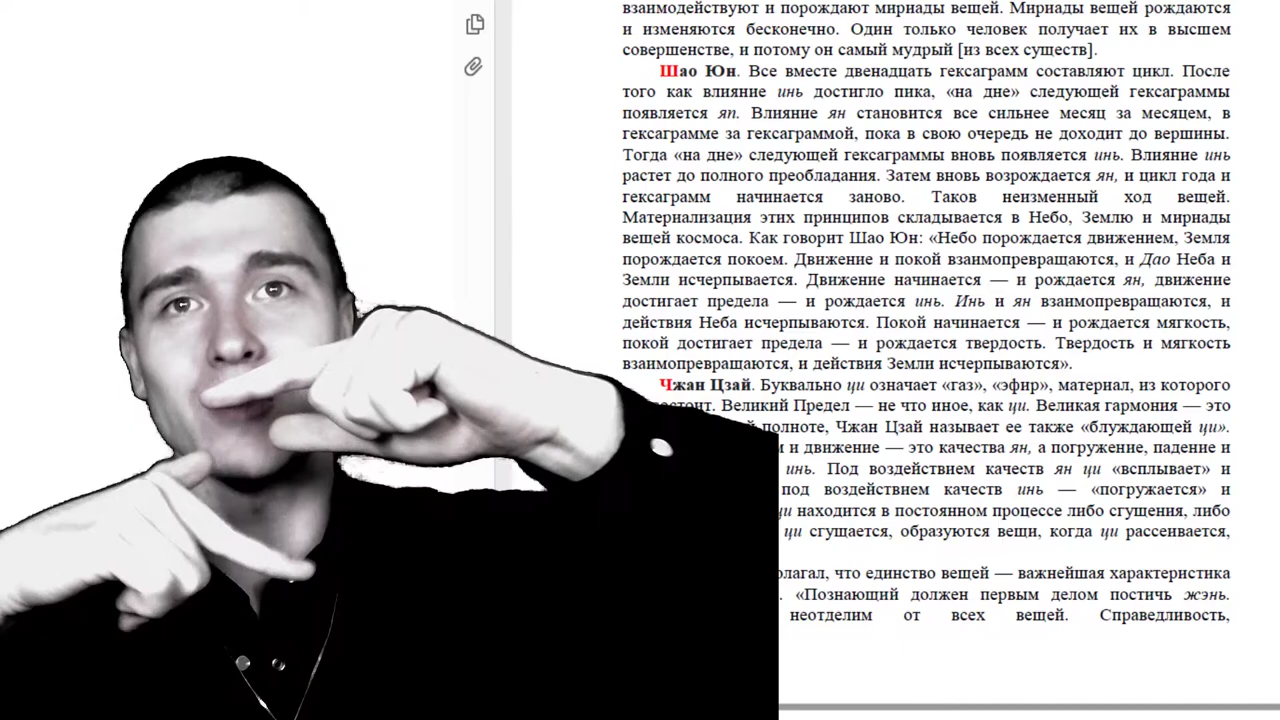 взаимодействуют и порождают мириады вещей. Мириады вещей рождаются
и изменяются бесконечно. Один только человек получает их в высшем
совершенстве, и потому он самый мудрый [из всех существ].
Шао Юн. Все вместе двенадцать гексаграмм составляют цикл. После
того как влияние инь достигло пика, «на дне» следующей гексаграммы
появляется яп. Влияние ян становится все сильнее месяц за месяцем, в
гексаграмме за гексаграммой, пока в свою очередь не доходит до вершины.
Тогда «на дне» следующей гексаграммы вновь появляется инь. Влияние инь
растет до полного преобладания. Затем вновь возрождается ян, и цикл года и
гексаграмм начинается заново. Таков неизменный ход вещей.
Материализация этих принципов складывается в Небо, Землю и мириады
вещей космоса. Как говорит Шао Юн: «Небо порождается движением, Земля
порождается покоем. Движение и покой взаимопревращаются, и Дао Неба и
Земли исчерпывается. Движение начинается — и рождается ян, движение
достигает предела — и рождается инь. Инь и ян взаимопревращаются, и
действия Неба исчерпываются. Покой начинается — и рождается мягкость,
покой достигает предела — и рождается твердость. Твердость и мягкость
взаимопревращаются, и действия Земли исчерпываются».
Чжан Цзай. Буквально ци означает «газ», «эфир», материал, из которого
Великий Предел — не что иное, как ци. Великая гармония — это
полноте, Чжан Цзай называет ее также «блуждающей ци».
и движение — это качества ян, а погружение, падение и
инь. Под воздействием качеств ян ци «всплывает» и
под воздействием качеств инь — «погружается» и
находится в постоянном процессе либо сгущения, либо
ци сгущается, образуются вещи, когда ци рассеивается,
что единство вещей — важнейшая характеристика
«Познающий должен первым делом постичь жэнь.
неотделим от всех вещей. Справедливость,